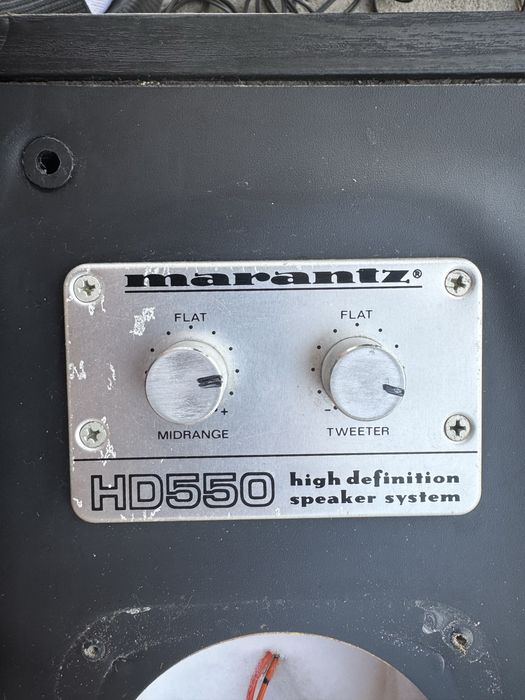 marantz®
FLAT FLAT
+ -
MIDRANGE TWEETER
HD550 high definition
speaker system